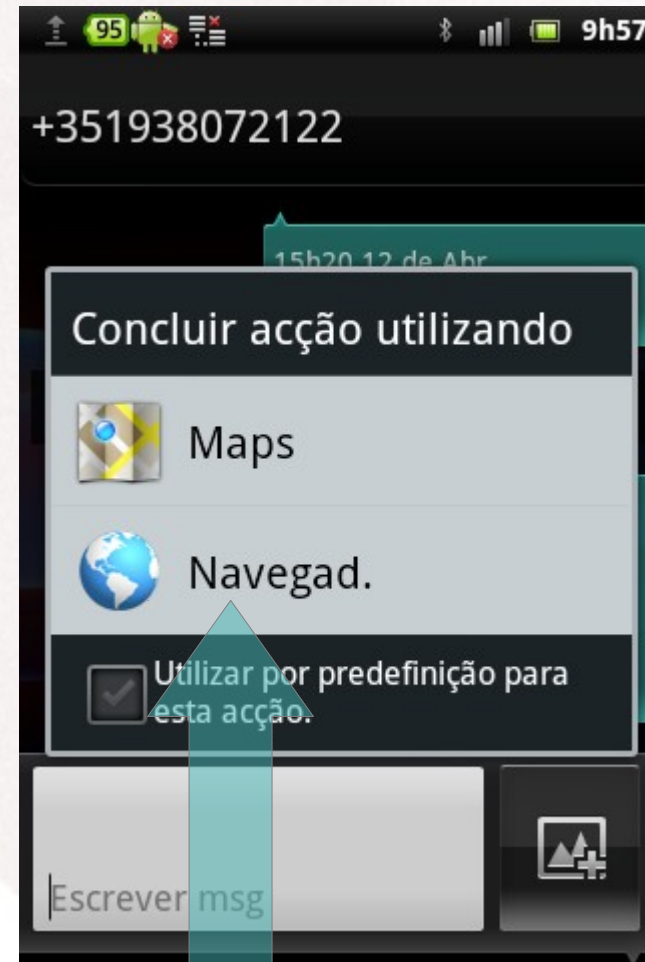 95
9h57
+351938072122
15h20 12 de Abr
Concluir acção utilizando
Maps
Navegad.
Utilizar por predefinição para
esta acção.
Escrever msg